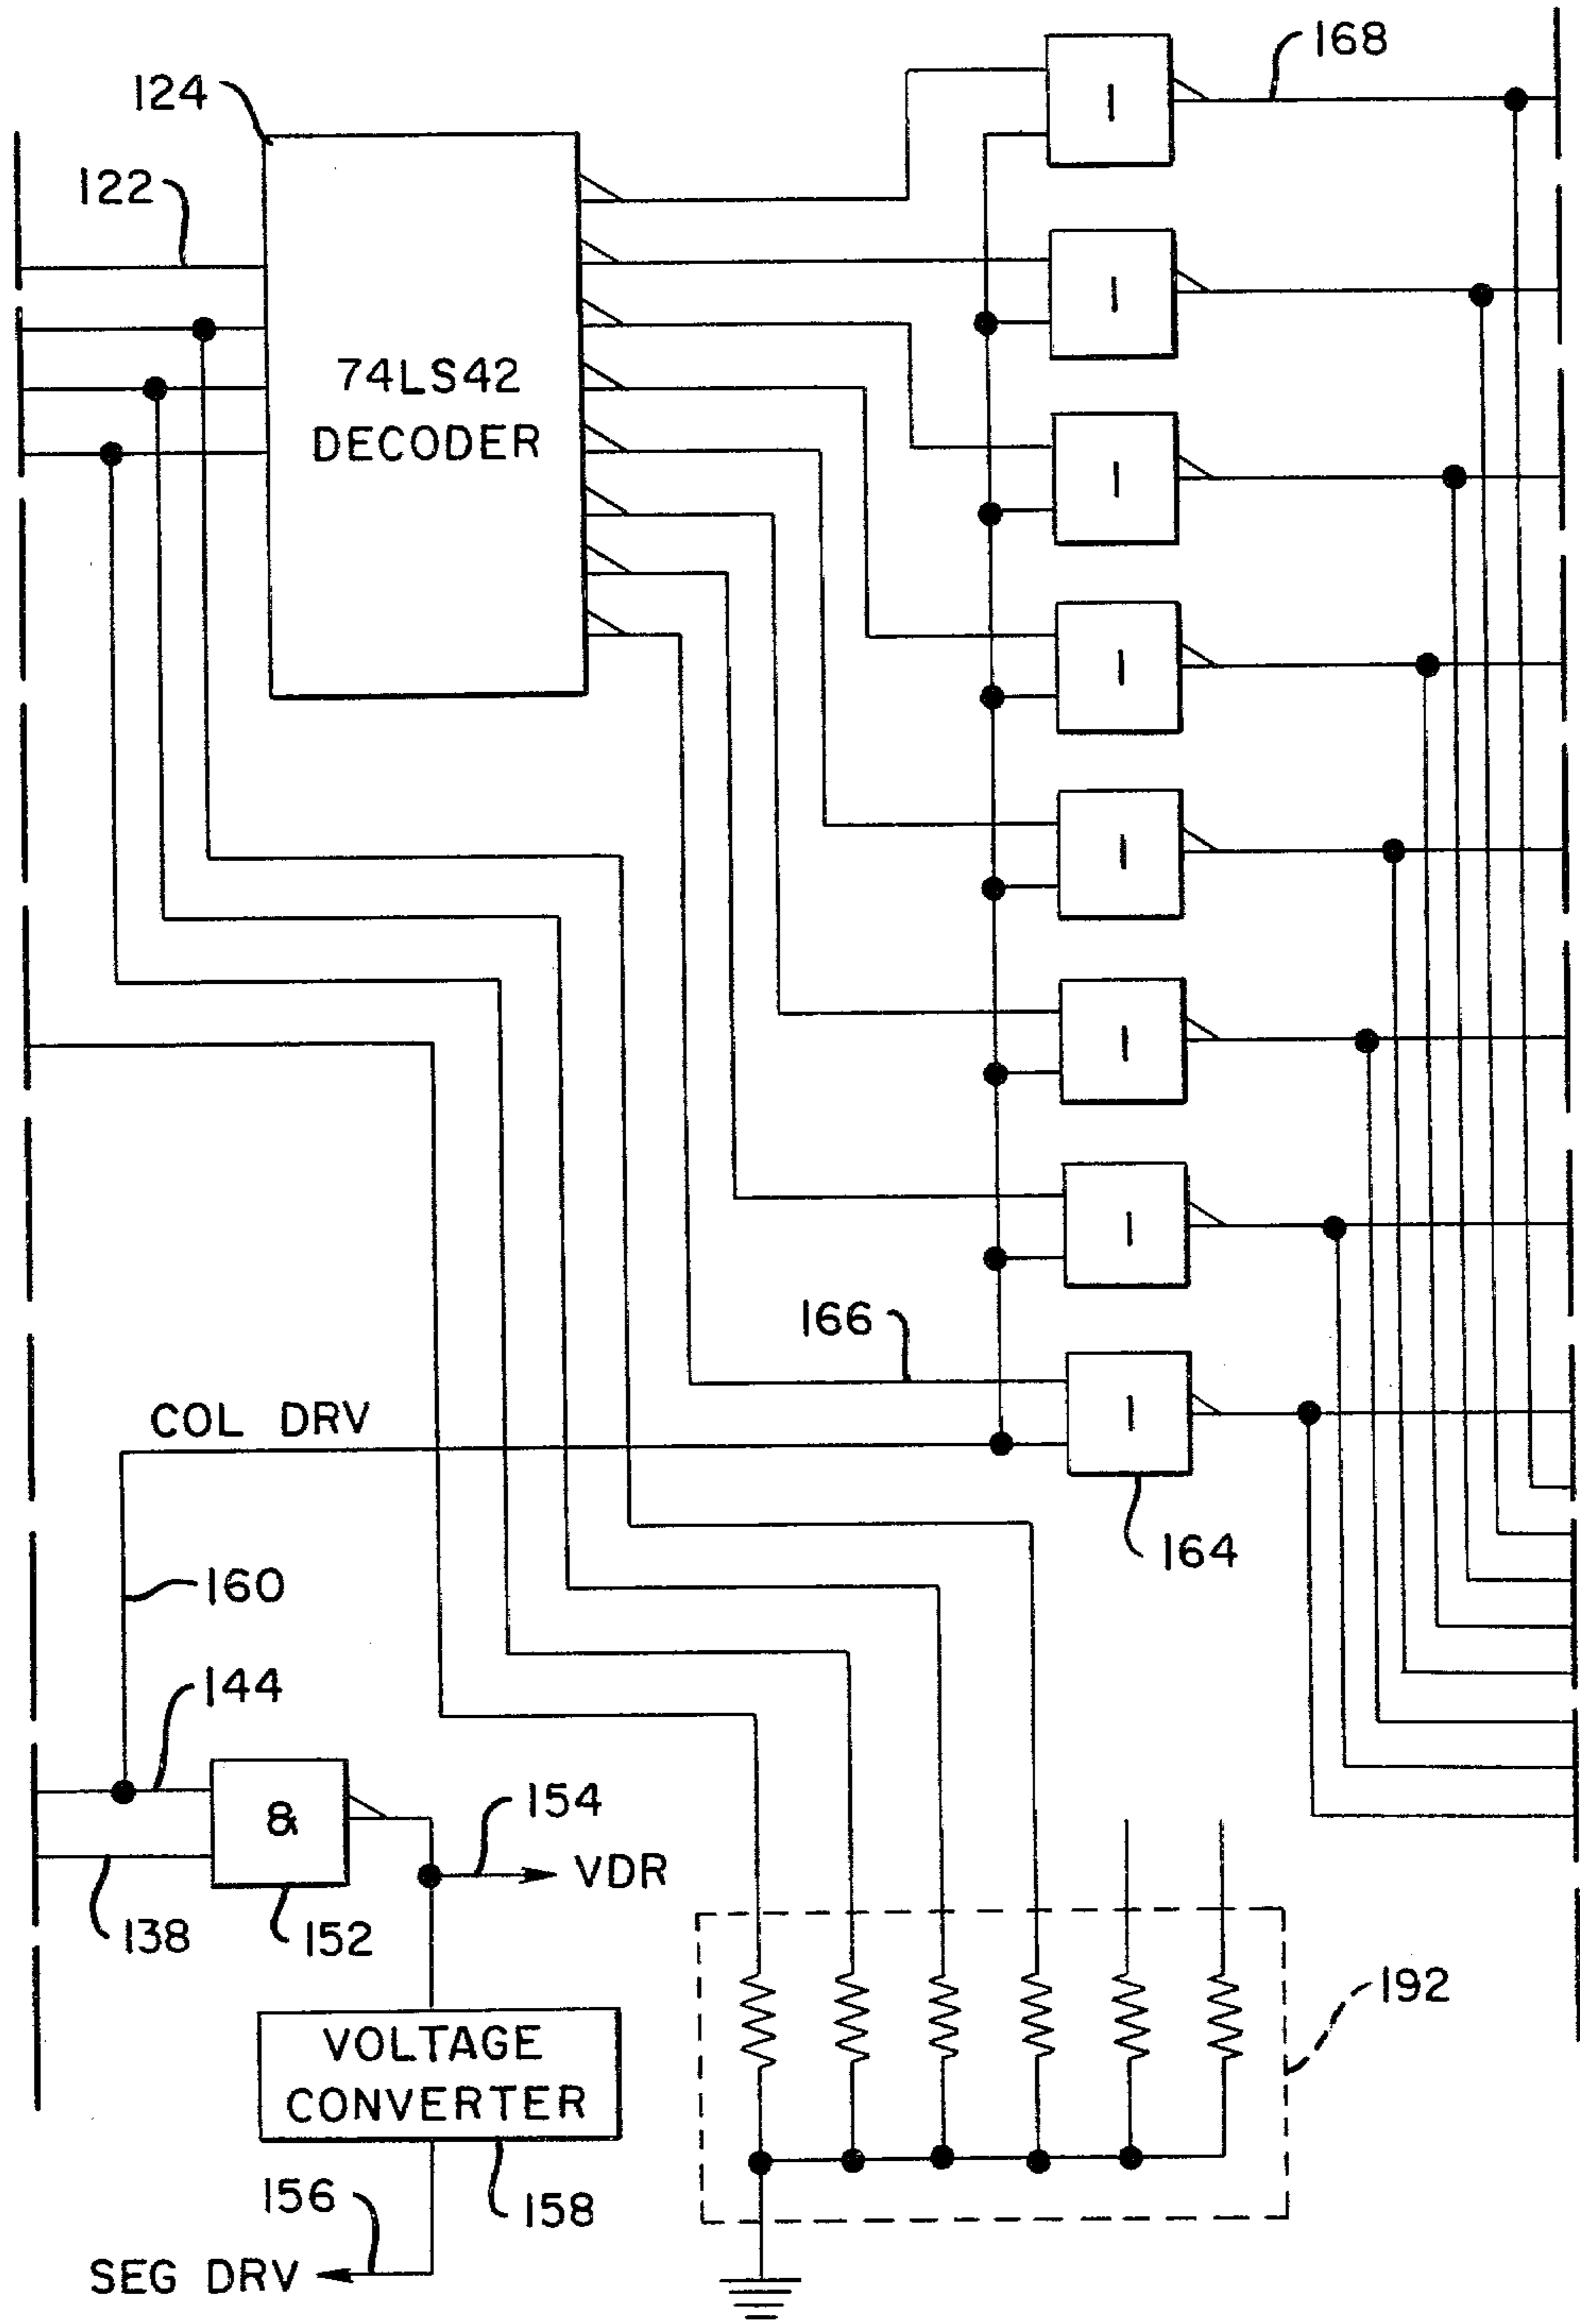 168
124
122
74LS42
DECODER
I
I
I
I
I
I
I
I
166
COL DRV
164
160
144
&
154
VDR
138
152
192
VOLTAGE
CONVERTER
156
158
SEG DRV